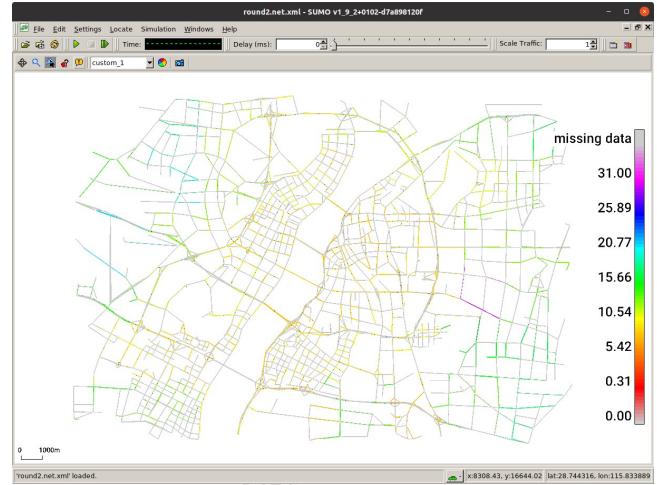 round2.net.xml - SUMO v1_9_2+0102-d7a898120f
File Edit Settings Locate Simulation Windows Help
Time: Delay (ms): 0 Scale Traffic: 1
custom_1
missing data
31.00
25.89
20.77
15.66
10.54
5.42
0.31
0.00
0 1000m
'round2.net.xml' loaded. x:8308.43, y:16644.02 lat:28.744316, lon:115.833889